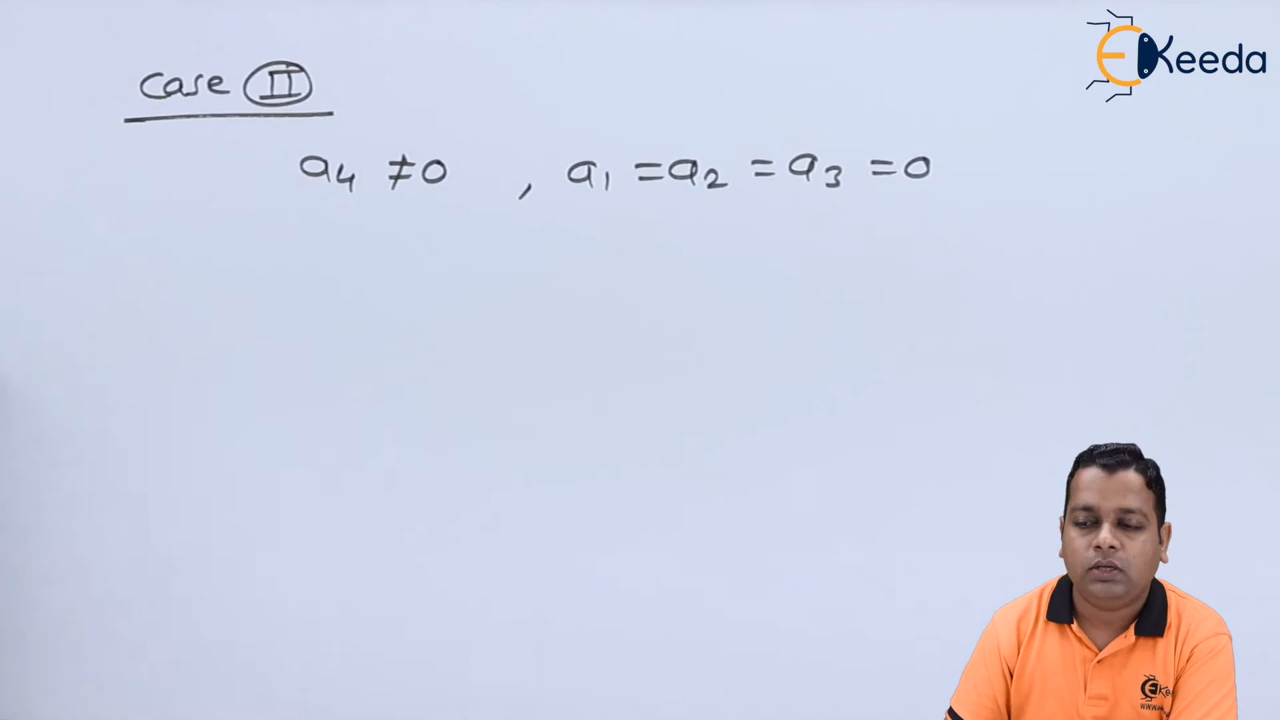 EKeeda
Case II
a₄ ≠ 0 , a₁ = a₂ = a₃ = 0